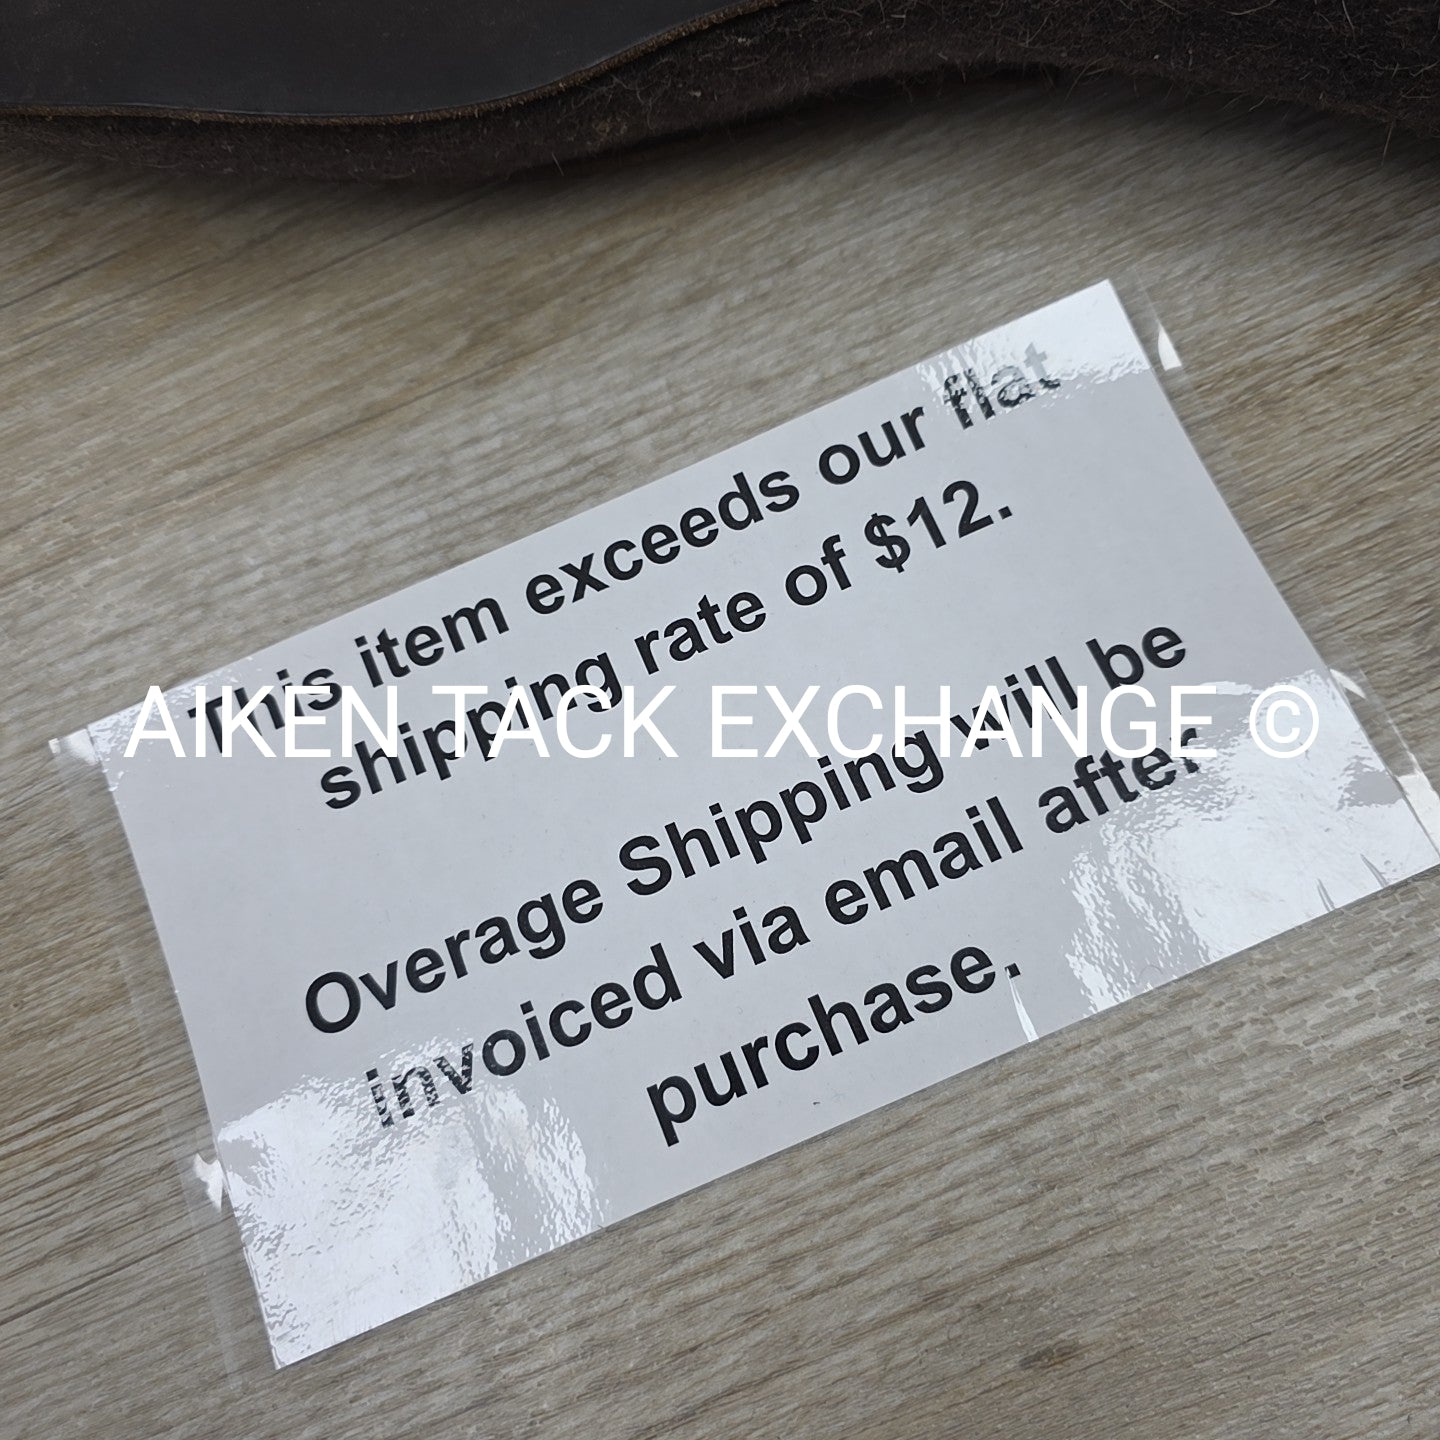 This item exceeds our flat
shipping rate of $12.
AIKEN TACK EXCHANGE ©
Overage Shipping will be
invoiced via email after
purchase.